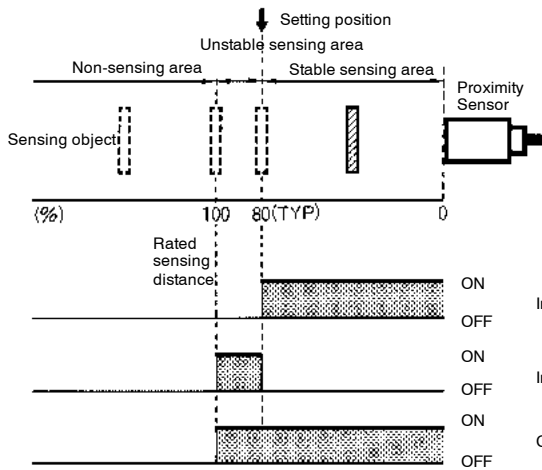 Setting position
Unstable sensing area
Non-sensing area
Stable sensing area
Proximity
Sensor
Sensing object
(%)
100
80(TYP)
0
Rated
sensing
distance
ON
OFF
ON
OFF
ON
OFF